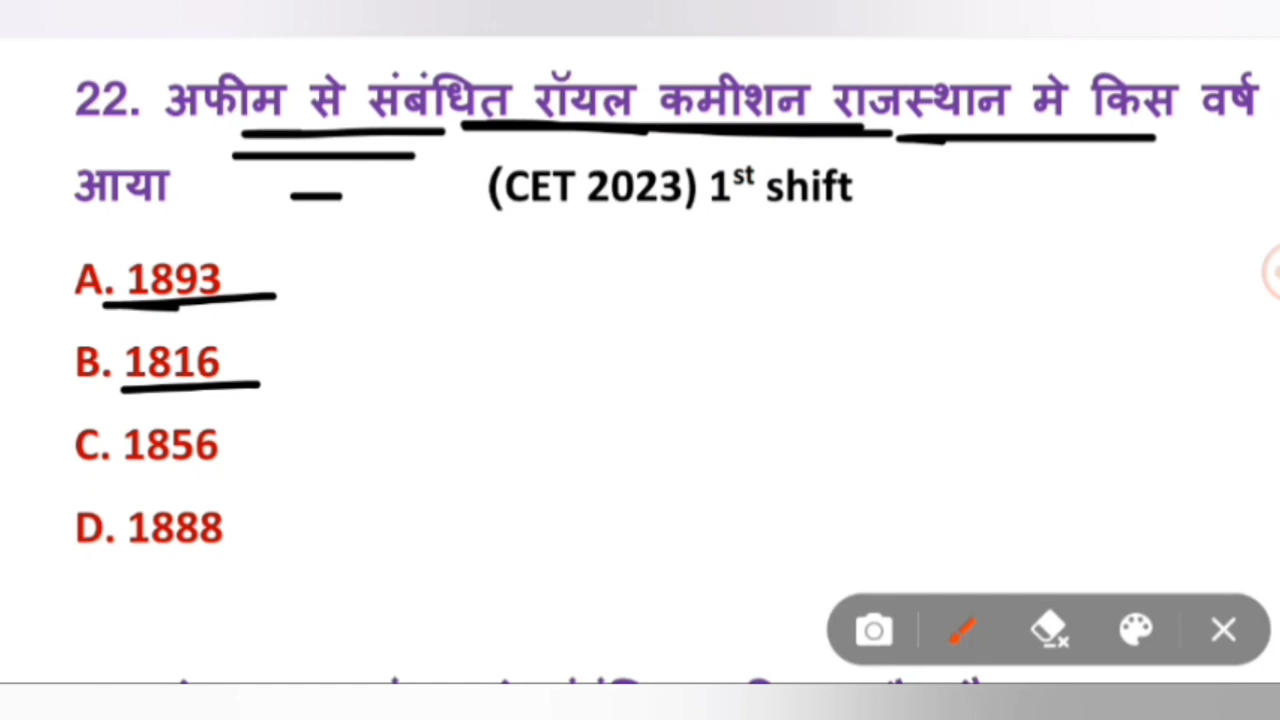 22. अफीम से संबंधित रॉयल कमीशन राजस्थान मे किस वर्ष
आया (CET 2023) 1st shift
A. 1893
B. 1816
C. 1856
D. 1888